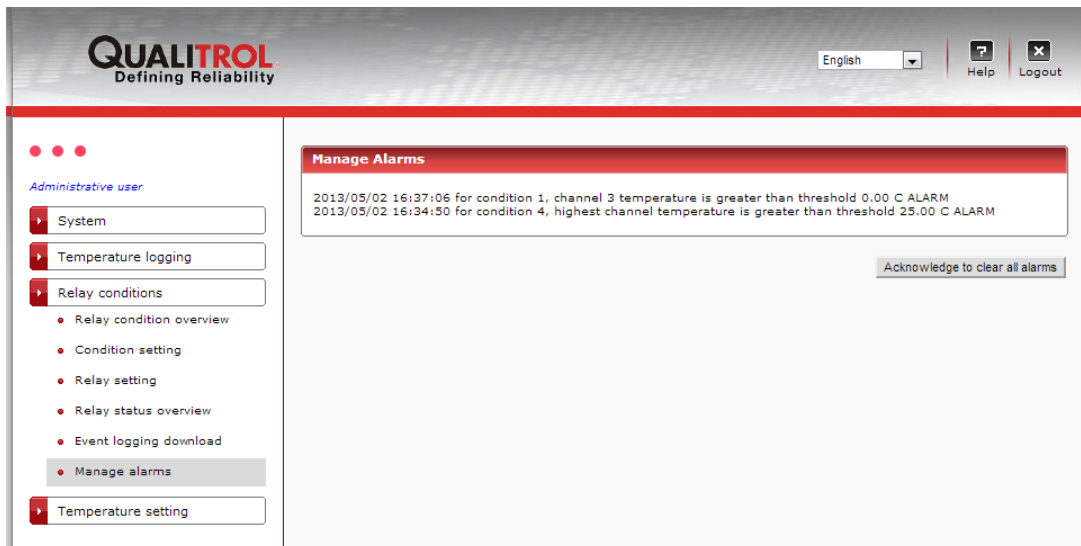 QUALITROL
Defining Reliability
English
Help
Logout
Administrative user
System
Temperature logging
Relay conditions
Relay condition overview
Condition setting
Relay setting
Relay status overview
Event logging download
Manage alarms
Temperature setting
Manage Alarms
2013/05/02 16:37:06 for condition 1, channel 3 temperature is greater than threshold 0.00 C ALARM
2013/05/02 16:34:50 for condition 4, highest channel temperature is greater than threshold 25.00 C ALARM
Acknowledge to clear all alarms